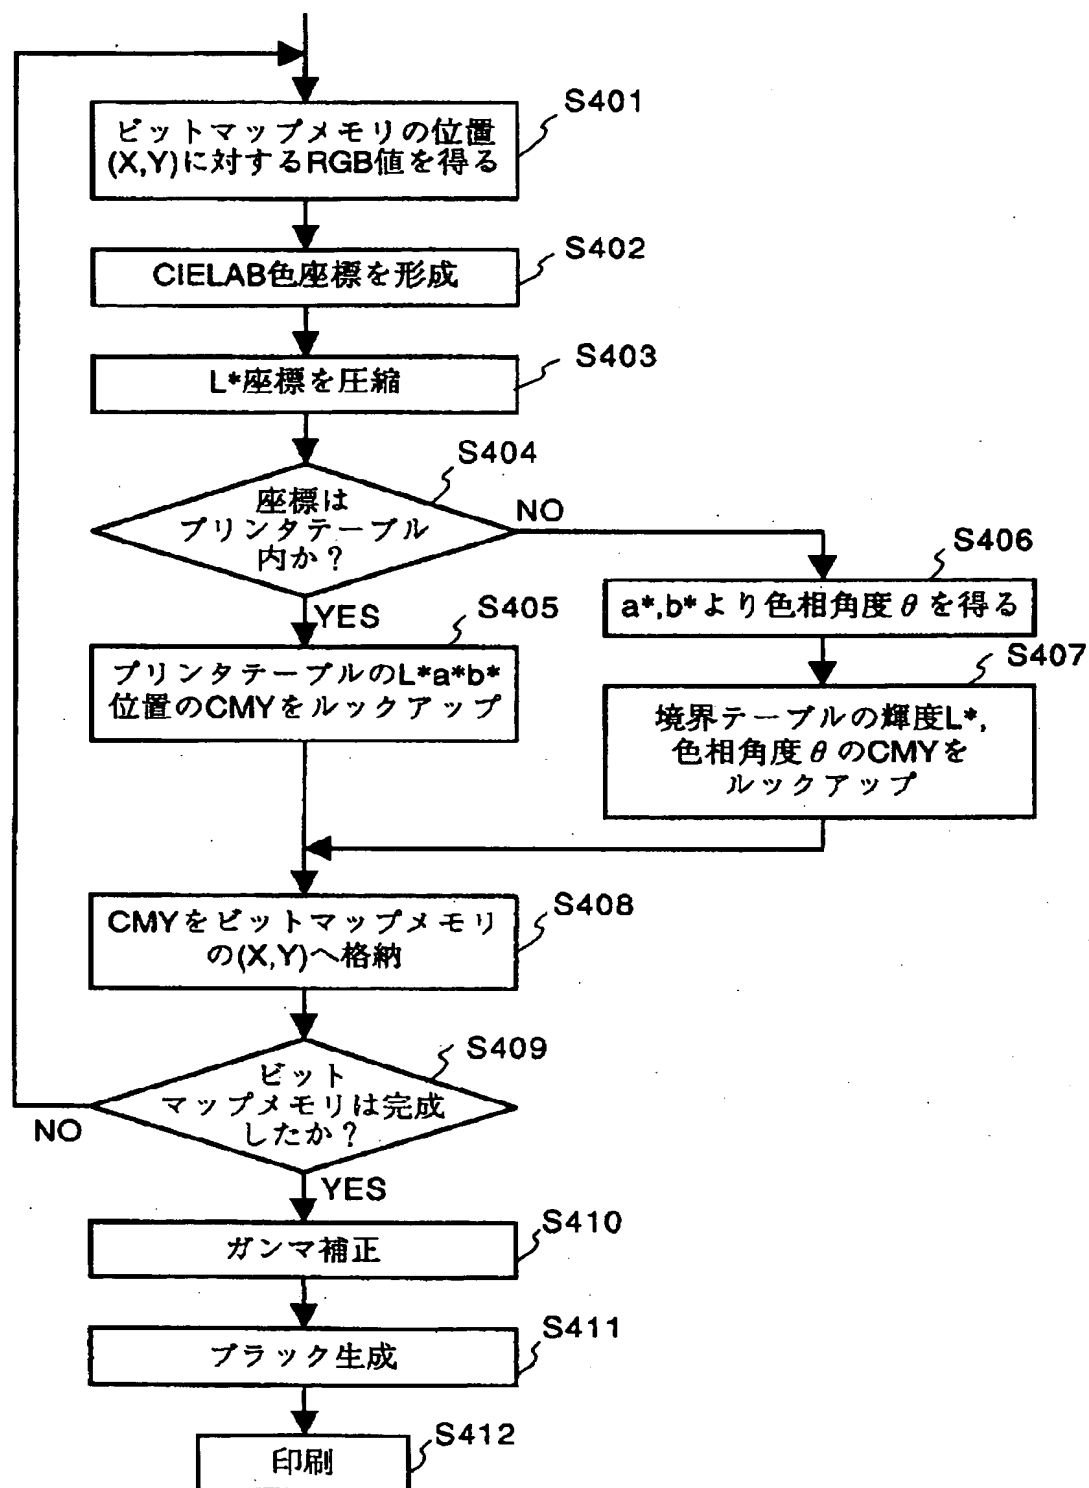 S401
ビットマップメモリの位置
(X,Y)に対するRGB値を得る
S402
CIELAB色座標を形成
S403
L*座標を圧縮
S404
座標は
プリンタテーブル
内か?
NO
YES
S405
プリンタテーブルのL*a*b*
位置のCMYをルックアップ
S406
a*,b*より色相角度θを得る
S407
境界テーブルの輝度L*,
色相角度θのCMYを
ルックアップ
S408
CMYをビットマップメモリ
の(X,Y)へ格納
S409
ビット
マップメモリは完成
したか?
NO
YES
S410
ガンマ補正
S411
ブラック生成
S412
印刷